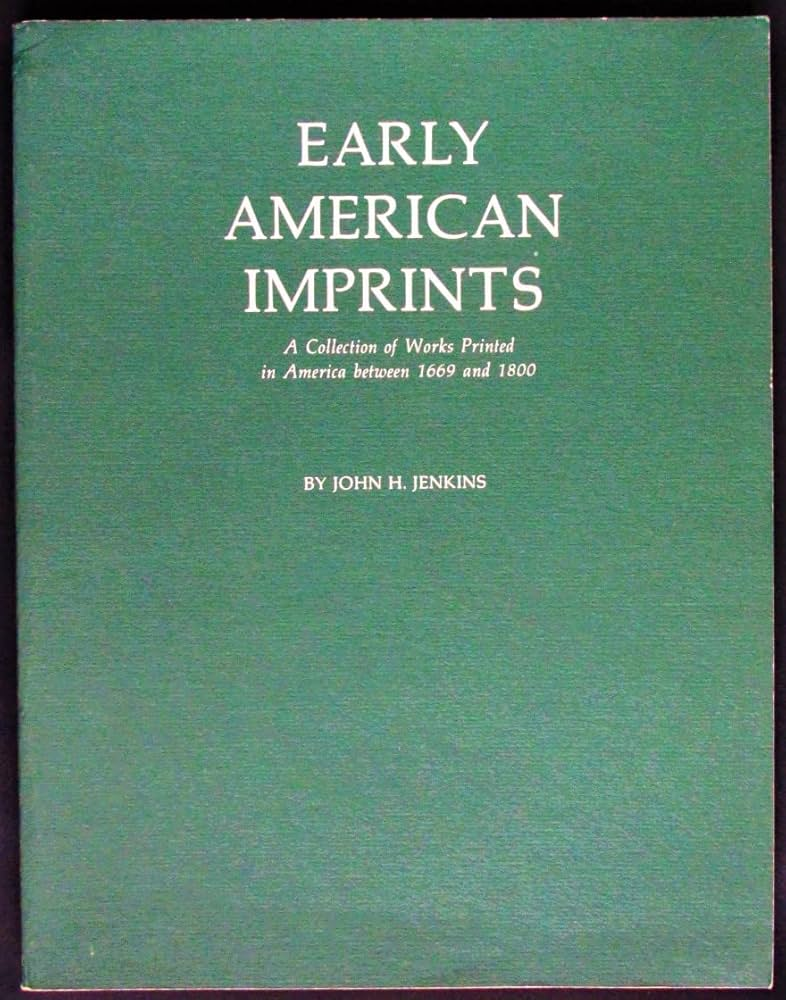 EARLY
AMERICAN
IMPRINTS
A Collection of Works Printed
in America between 1669 and 1800
BY JOHN H. JENKINS